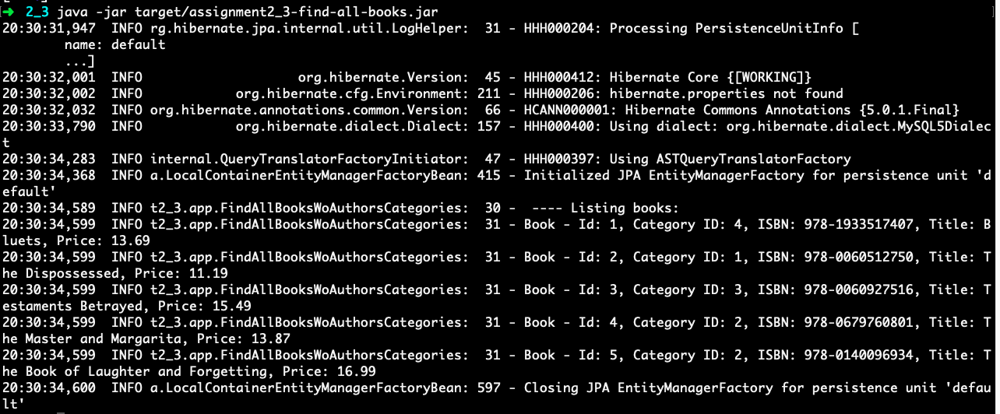 ➜ 2_3 java -jar target/assignment2_3-find-all-books.jar
20:30:31,947  INFO rg.hibernate.jpa.internal.util.LogHelper:  31 - HHH000204: Processing PersistenceUnitInfo [
        name: default
        ...]
20:30:32,001  INFO                    org.hibernate.Version:  45 - HHH000412: Hibernate Core {[WORKING]}
20:30:32,002  INFO            org.hibernate.cfg.Environment: 211 - HHH000206: hibernate.properties not found
20:30:32,032  INFO org.hibernate.annotations.common.Version:  66 - HCANN000001: Hibernate Commons Annotations {5.0.1.Final}
20:30:33,790  INFO            org.hibernate.dialect.Dialect: 157 - HHH000400: Using dialect: org.hibernate.dialect.MySQL5Dialec
t
20:30:34,283  INFO internal.QueryTranslatorFactoryInitiator:  47 - HHH000397: Using ASTQueryTranslatorFactory
20:30:34,368  INFO a.LocalContainerEntityManagerFactoryBean: 415 - Initialized JPA EntityManagerFactory for persistence unit 'd
efault'
20:30:34,589  INFO t2_3.app.FindAllBooksWoAuthorsCategories:  30 -  ---- Listing books:
20:30:34,599  INFO t2_3.app.FindAllBooksWoAuthorsCategories:  31 - Book - Id: 1, Category ID: 4, ISBN: 978-1933517407, Title: B
luets, Price: 13.69
20:30:34,599  INFO t2_3.app.FindAllBooksWoAuthorsCategories:  31 - Book - Id: 2, Category ID: 1, ISBN: 978-0060512750, Title: T
he Dispossessed, Price: 11.19
20:30:34,599  INFO t2_3.app.FindAllBooksWoAuthorsCategories:  31 - Book - Id: 3, Category ID: 3, ISBN: 978-0060927516, Title: T
estaments Betrayed, Price: 15.49
20:30:34,599  INFO t2_3.app.FindAllBooksWoAuthorsCategories:  31 - Book - Id: 4, Category ID: 2, ISBN: 978-0679760801, Title: T
he Master and Margarita, Price: 13.87
20:30:34,599  INFO t2_3.app.FindAllBooksWoAuthorsCategories:  31 - Book - Id: 5, Category ID: 2, ISBN: 978-0140096934, Title: T
he Book of Laughter and Forgetting, Price: 16.99
20:30:34,600  INFO a.LocalContainerEntityManagerFactoryBean: 597 - Closing JPA EntityManagerFactory for persistence unit 'defau
lt'